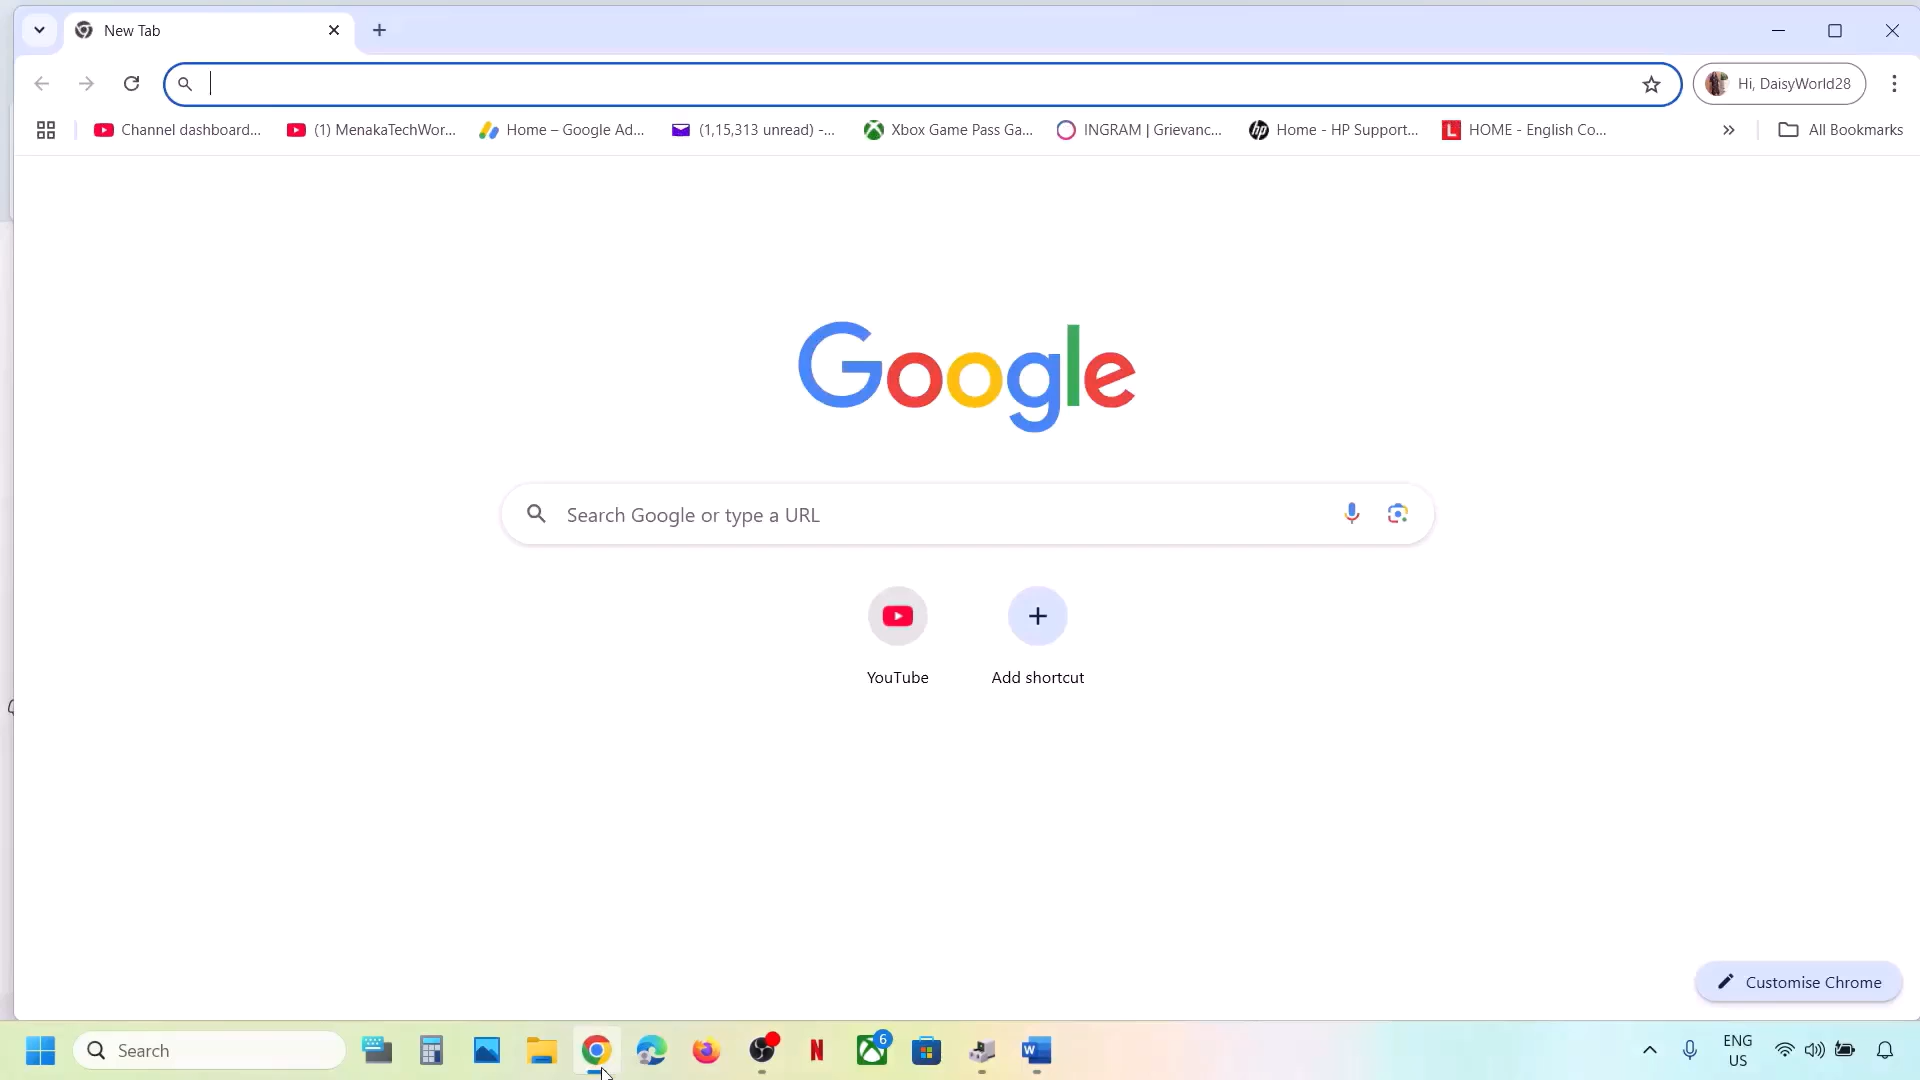 New Tab
Hi, DaisyWorld28
Channel dashboard...
(1) MenakaTechWor...
Home – Google Ad...
(1,15,313 unread) -...
Xbox Game Pass Ga...
INGRAM | Grievanc...
hp Home - HP Support...
L HOME - English Co...
All Bookmarks
Google
Search Google or type a URL
YouTube
Add shortcut
Customise Chrome
Search
N
6
W
ENG
US